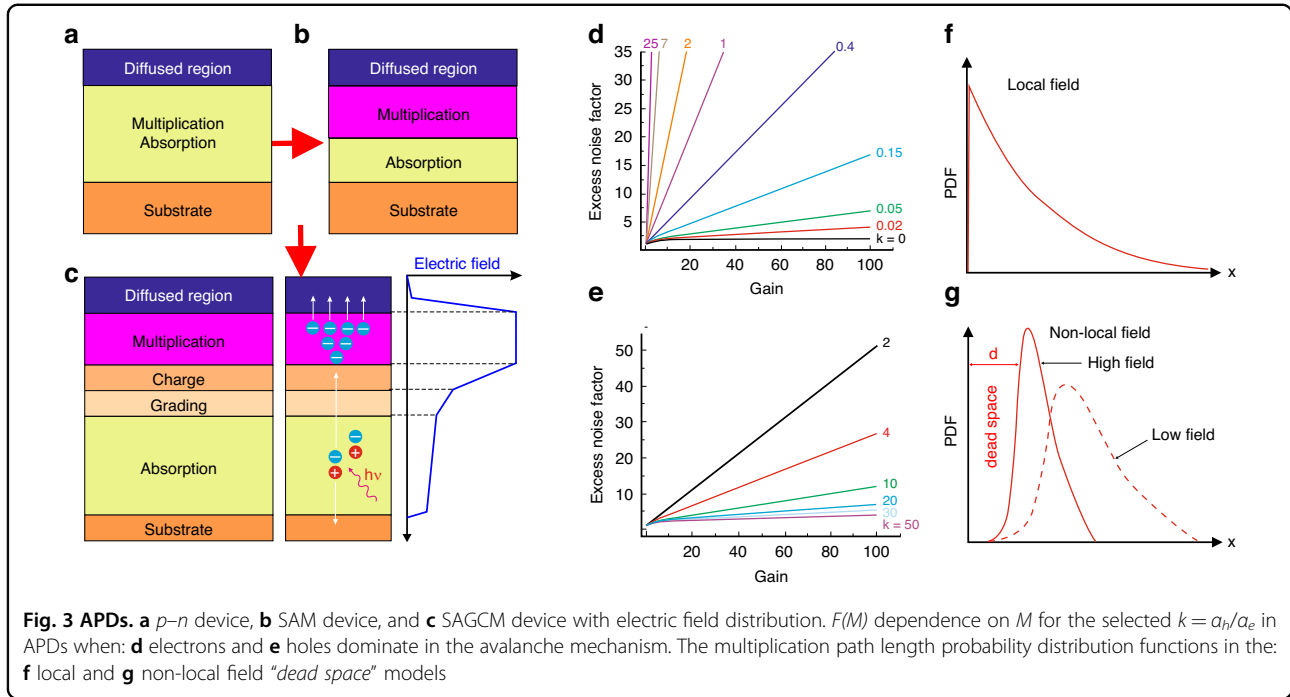 a
Diffused region
Multiplication
Absorption
Substrate
b
Diffused region
Multiplication
Absorption
Substrate
c
Diffused region
Multiplication
Charge
Grading
Absorption
Substrate
Electric field
hν
d
Excess noise factor
35
30
25
20
15
10
5
25
7
2
1
0.4
0.15
0.05
0.02
k = 0
20
40
60
80
100
Gain
e
Excess noise factor
50
40
30
20
10
2
4
10
20
30
k = 50
20
40
60
80
100
Gain
f
Local field
PDF
x
g
Non-local field
d
High field
dead space
Low field
PDF
x
Fig. 3 APDs. a p–n device, b SAM device, and c SAGCM device with electric field distribution. F(M) dependence on M for the selected k = a_h/a_e in
APDs when: d electrons and e holes dominate in the avalanche mechanism. The multiplication path length probability distribution functions in the:
f local and g non-local field “dead space” models